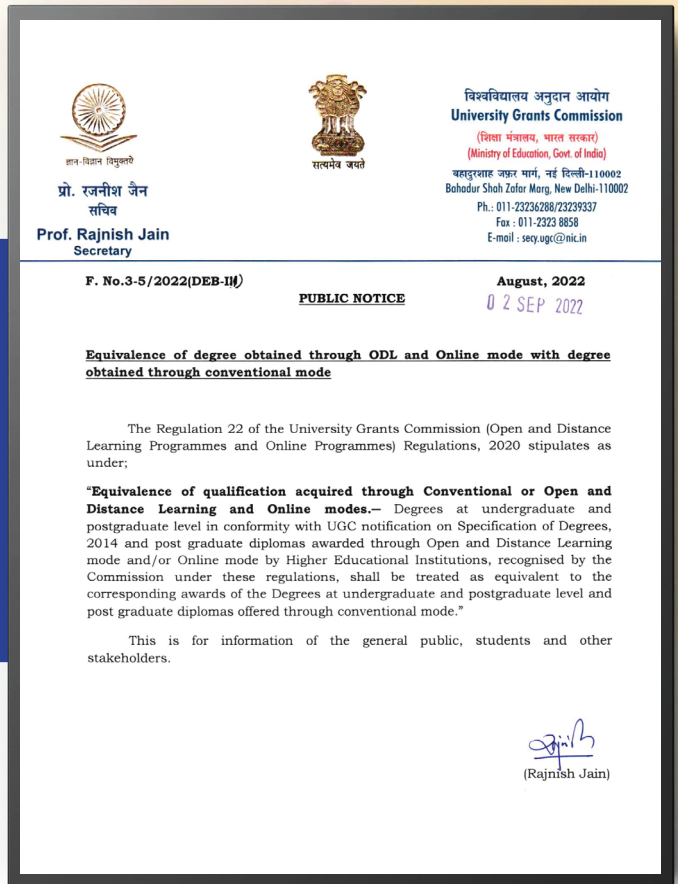 ज्ञान-विज्ञान विमुक्तये
प्रो. रजनीश जैन
सचिव
Prof. Rajnish Jain
Secretary
सत्यमेव जयते
विश्वविद्यालय अनुदान आयोग
University Grants Commission
(शिक्षा मंत्रालय, भारत सरकार)
(Ministry of Education, Govt. of India)
बहादुरशाह ज़फ़र मार्ग, नई दिल्ली-110002
Bahadur Shah Zafar Marg, New Delhi-110002
Ph.: 011-23236288/23239337
Fax : 011-2323 8858
E-mail : secy.ugc@nic.in
F. No.3-5/2022(DEB-III)
August, 2022
PUBLIC NOTICE
02 SEP 2022
Equivalence of degree obtained through ODL and Online mode with degree
obtained through conventional mode
The Regulation 22 of the University Grants Commission (Open and Distance
Learning Programmes and Online Programmes) Regulations, 2020 stipulates as
under;
“Equivalence of qualification acquired through Conventional or Open and
Distance Learning and Online modes.— Degrees at undergraduate and
postgraduate level in conformity with UGC notification on Specification of Degrees,
2014 and post graduate diplomas awarded through Open and Distance Learning
mode and/or Online mode by Higher Educational Institutions, recognised by the
Commission under these regulations, shall be treated as equivalent to the
corresponding awards of the Degrees at undergraduate and postgraduate level and
post graduate diplomas offered through conventional mode.”
This is for information of the general public, students and other
stakeholders.
(Rajnish Jain)